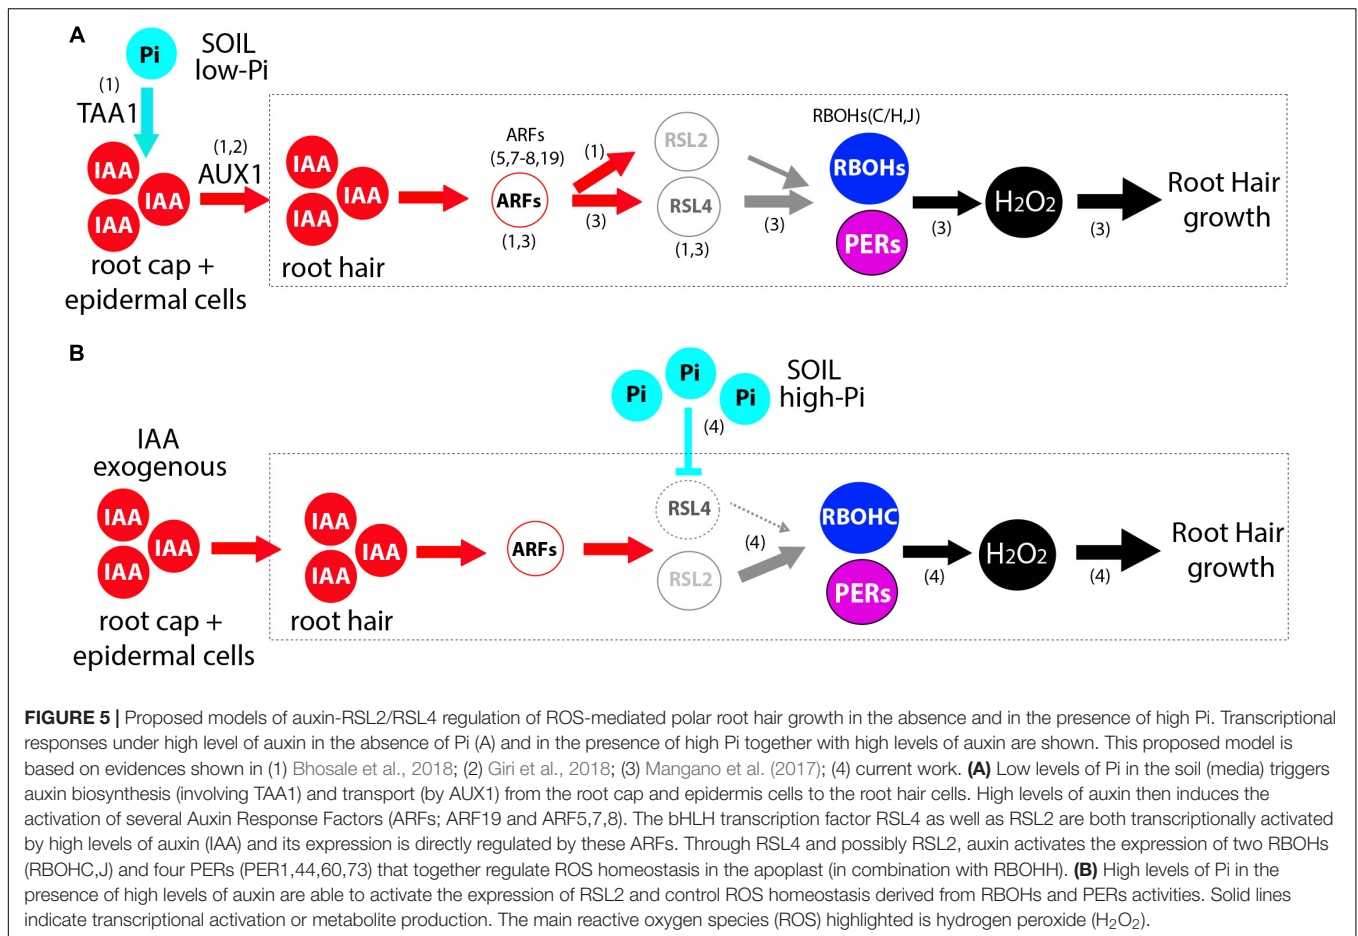 A
Pi
SOIL
low-Pi
(1)
TAA1
IAA
IAA
IAA
(1,2)
AUX1
root cap +
epidermal cells
IAA
IAA
IAA
root hair
ARFs
(5,7-8,19)
ARFs
(1,3)
(1)
(3)
RSL2
RSL4
(1,3)
(3)
RBOHs(C/H,J)
RBOHs
PERs
(3)
H2O2
(3)
Root Hair
growth
B
Pi
Pi
Pi
SOIL
high-Pi
(4)
IAA
exogenous
IAA
IAA
IAA
root cap +
epidermal cells
IAA
IAA
IAA
root hair
ARFs
RSL4
RSL2
(4)
RBOHC
PERs
(4)
H2O2
(4)
Root Hair
growth
FIGURE 5 | Proposed models of auxin-RSL2/RSL4 regulation of ROS-mediated polar root hair growth in the absence and in the presence of high Pi. Transcriptional
responses under high level of auxin in the absence of Pi (A) and in the presence of high Pi together with high levels of auxin are shown. This proposed model is
based on evidences shown in (1) Bhosale et al., 2018; (2) Giri et al., 2018; (3) Mangano et al. (2017); (4) current work. (A) Low levels of Pi in the soil (media) triggers
auxin biosynthesis (involving TAA1) and transport (by AUX1) from the root cap and epidermis cells to the root hair cells. High levels of auxin then induces the
activation of several Auxin Response Factors (ARFs; ARF19 and ARF5,7,8). The bHLH transcription factor RSL4 as well as RSL2 are both transcriptionally activated
by high levels of auxin (IAA) and its expression is directly regulated by these ARFs. Through RSL4 and possibly RSL2, auxin activates the expression of two RBOHs
(RBOHC,J) and four PERs (PER1,44,60,73) that together regulate ROS homeostasis in the apoplast (in combination with RBOHH). (B) High levels of Pi in the
presence of high levels of auxin are able to activate the expression of RSL2 and control ROS homeostasis derived from RBOHs and PERs activities. Solid lines
indicate transcriptional activation or metabolite production. The main reactive oxygen species (ROS) highlighted is hydrogen peroxide (H2O2).